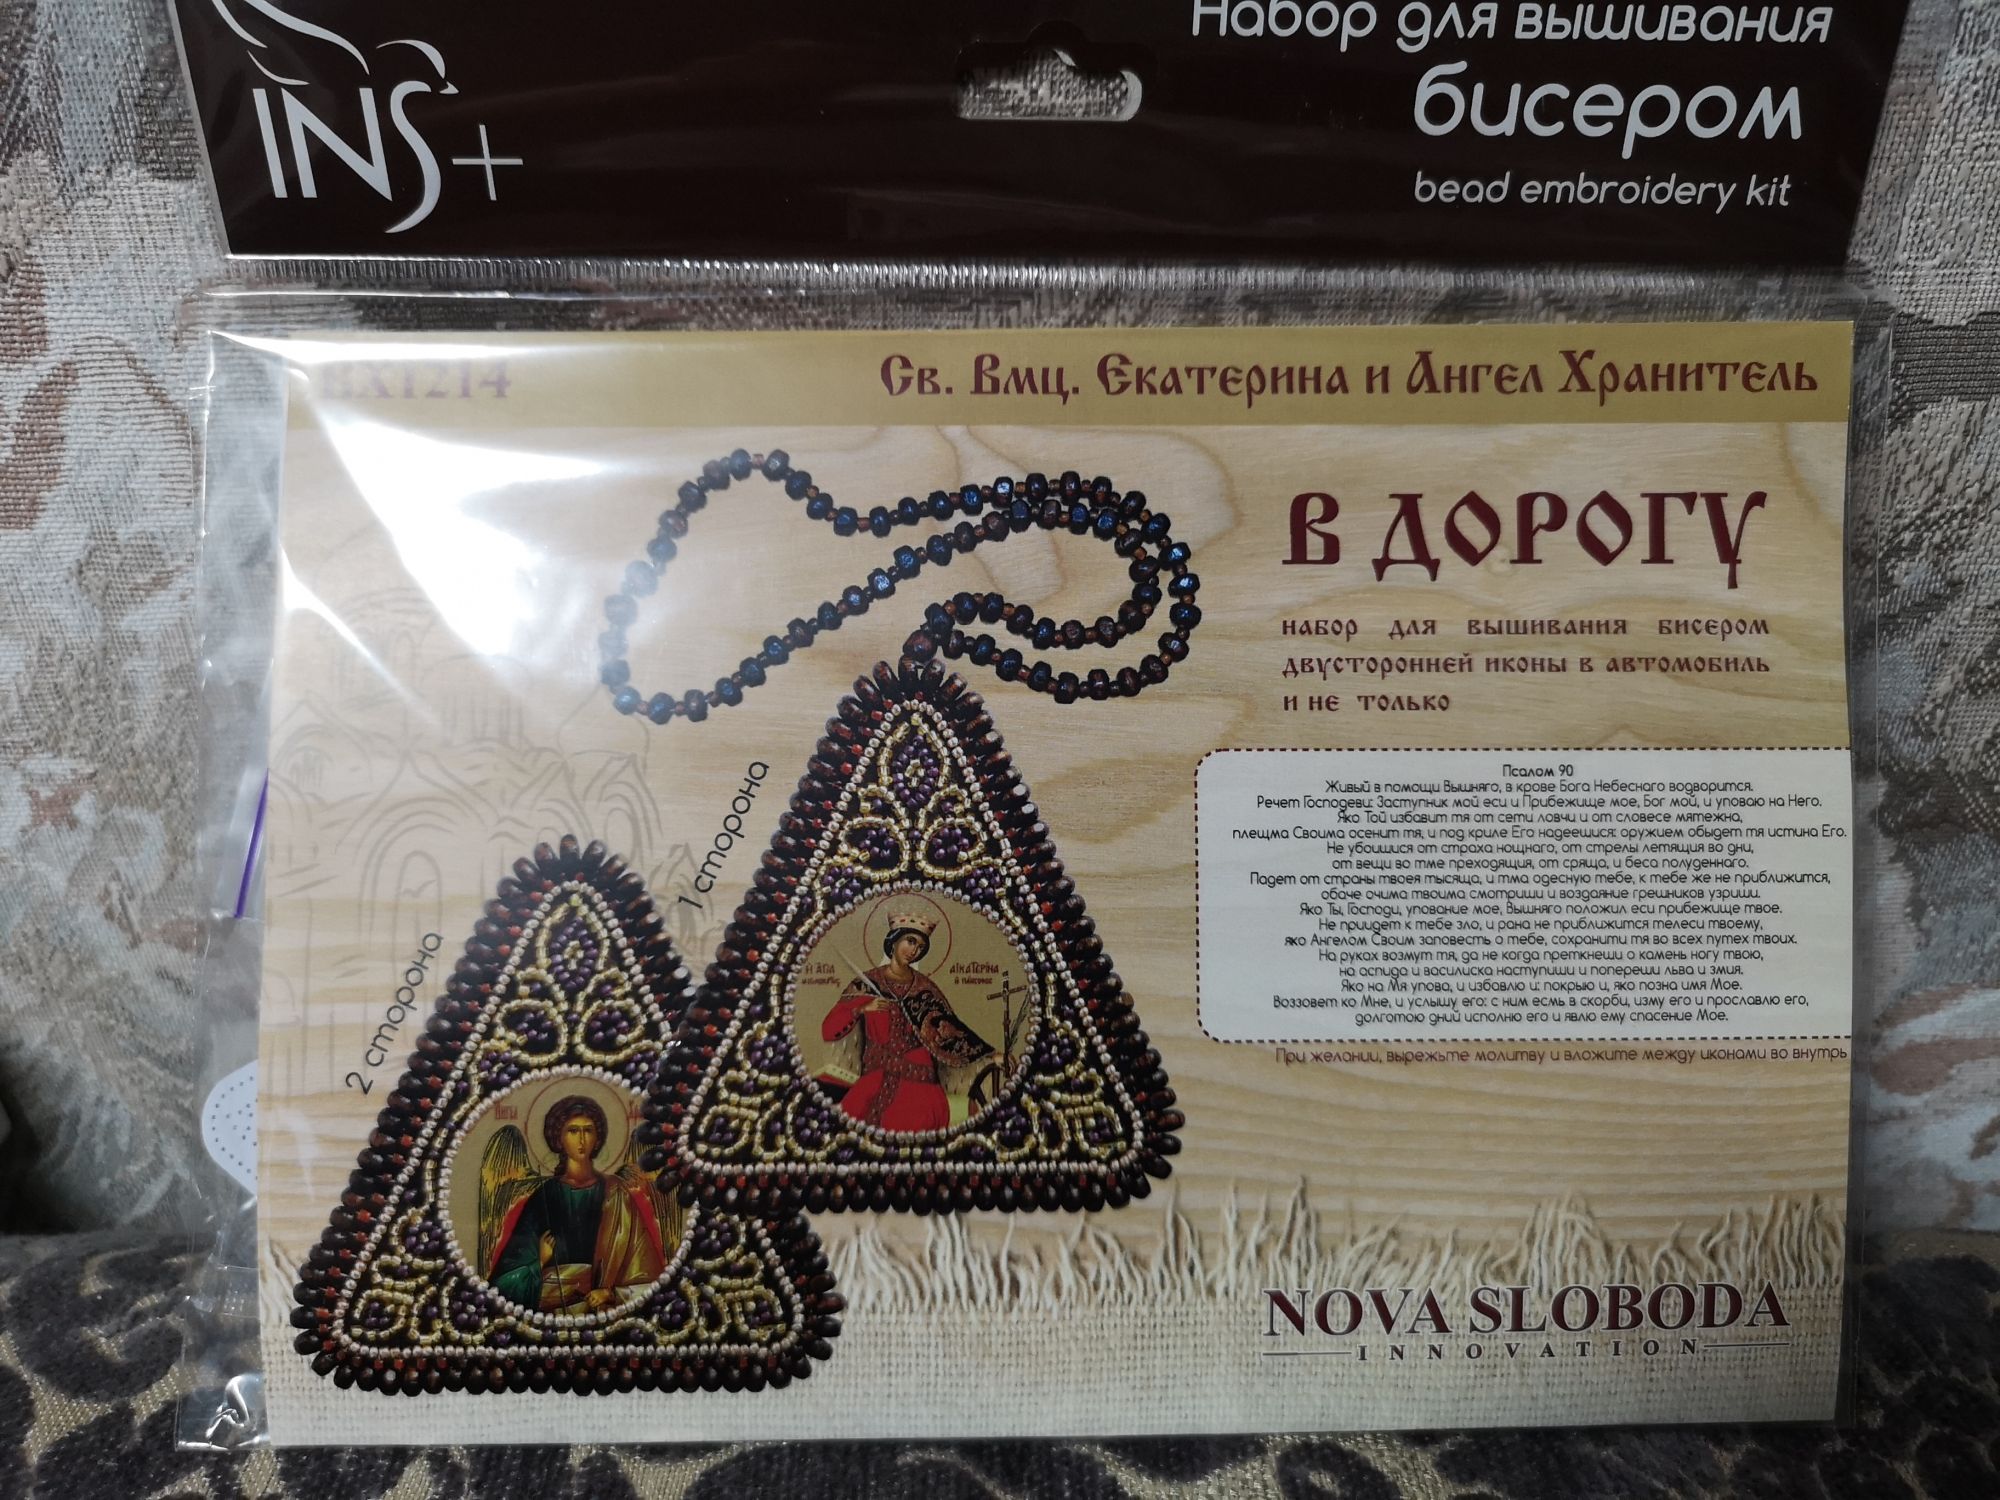 INS+
Набор для вышивания
бисером
bead embroidery kit
ВХ1214
Св. Вмц. Екатерина и Ангел Хранитель
В ДОРОГУ
НАБОР ДЛЯ ВЫШИВАНИЯ БИСЕРОМ
ДВУСТОРОННЕЙ ИКОНЫ В АВТОМОБИЛЬ
И НЕ ТОЛЬКО
Псалом 90
Живый в помощи Вышняго, в крове Бога Небеснаго водворится.
Речет Господеви: Заступник мой еси и Прибежище мое, Бог мой, и уповаю на Него.
Яко Той избавит тя от сети ловчи и от словесе мятежна,
плещма Своима осенит тя, и под криле Его надеешися: оружием обыдет тя истина Его.
Не убоишися от страха нощнаго, от стрелы летящия во дни,
от вещи во тме преходящия, от сряща, и беса полуденнаго.
Падет от страны твоея тысяща, и тма одесную тебе, к тебе же не приближится,
обаче очима твоима смотриши и воздаяние грешников узриши.
Яко Ты, Господи, упование мое, Вышняго положил еси прибежище твое.
Не приидет к тебе зло, и рана не приближится телеси твоему,
яко Ангелом Своим заповесть о тебе, сохранити тя во всех путех твоих.
На руках возмут тя, да не когда преткнеши о камень ногу твою,
на аспида и василиска наступиши и попереши льва и змия.
Яко на Мя упова, и избавлю и: покрыю и, яко позна имя Мое.
Воззовет ко Мне, и услышу его: с ним есмь в скорби, изму его и прославлю его,
долготою дний исполню его и явлю ему спасение Мое.
При желании, вырежьте молитву и вложите между иконами во внутрь
1 сторона
2 сторона
NOVA SLOBODA
INNOVATION